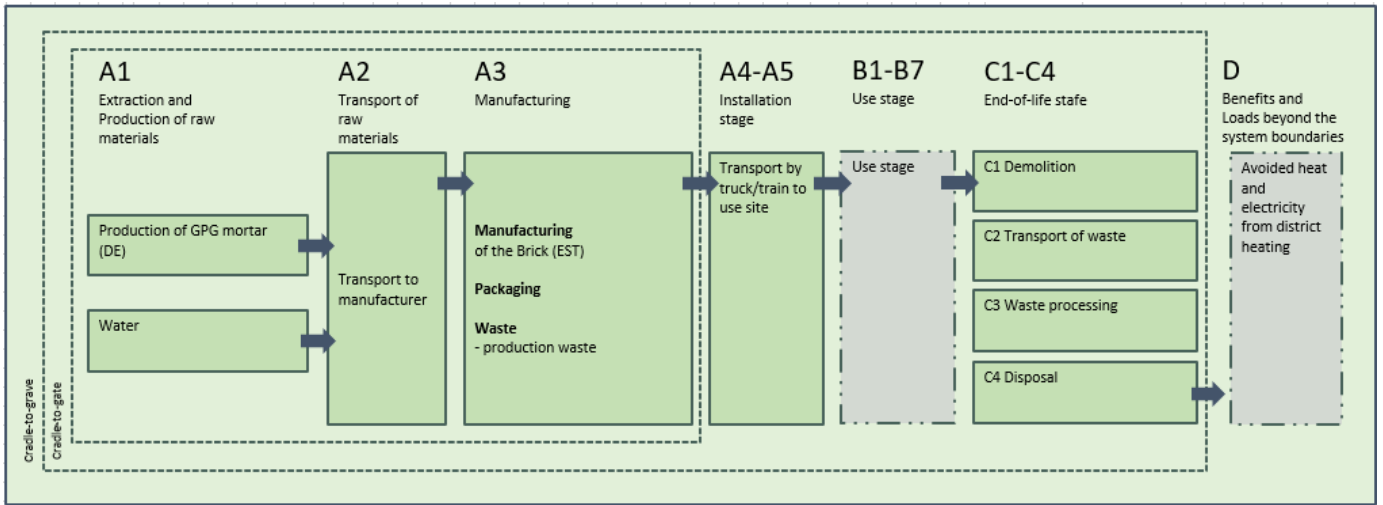 A1
Extraction and
Production of raw
materials
Production of GPG mortar
(DE)
Water
A2
Transport of
raw
materials
Transport to
manufacturer
A3
Manufacturing
Manufacturing
of the Brick (EST)
Packaging
Waste
- production waste
A4-A5
Installation
stage
Transport by
truck/train to
use site
B1-B7
Use stage
Use stage
C1-C4
End-of-life stafe
C1 Demolition
C2 Transport of waste
C3 Waste processing
C4 Disposal
D
Benefits and
Loads beyond the
system boundaries
Avoided heat
and
electricity
from district
heating
Cradle-to-grave
Cradle-to-gate